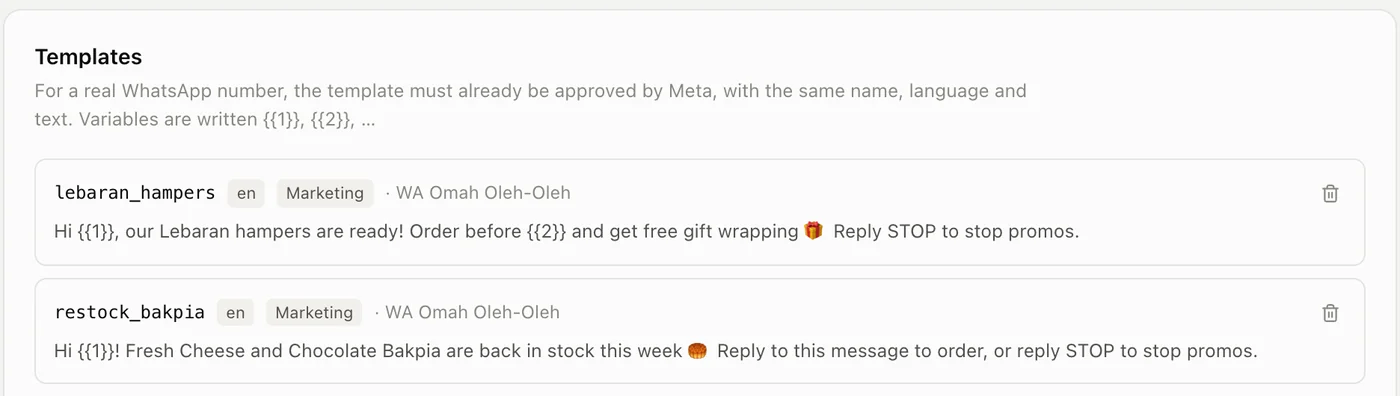 Templates
For a real WhatsApp number, the template must already be approved by Meta, with the same name, language and
text. Variables are written {{1}}, {{2}}, ...
lebaran_hampers en Marketing · WA Omah Oleh-Oleh
Hi {{1}}, our Lebaran hampers are ready! Order before {{2}} and get free gift wrapping 🎁 Reply STOP to stop promos.
restock_bakpia en Marketing · WA Omah Oleh-Oleh
Hi {{1}}! Fresh Cheese and Chocolate Bakpia are back in stock this week 🥮 Reply to this message to order, or reply STOP to stop promos.